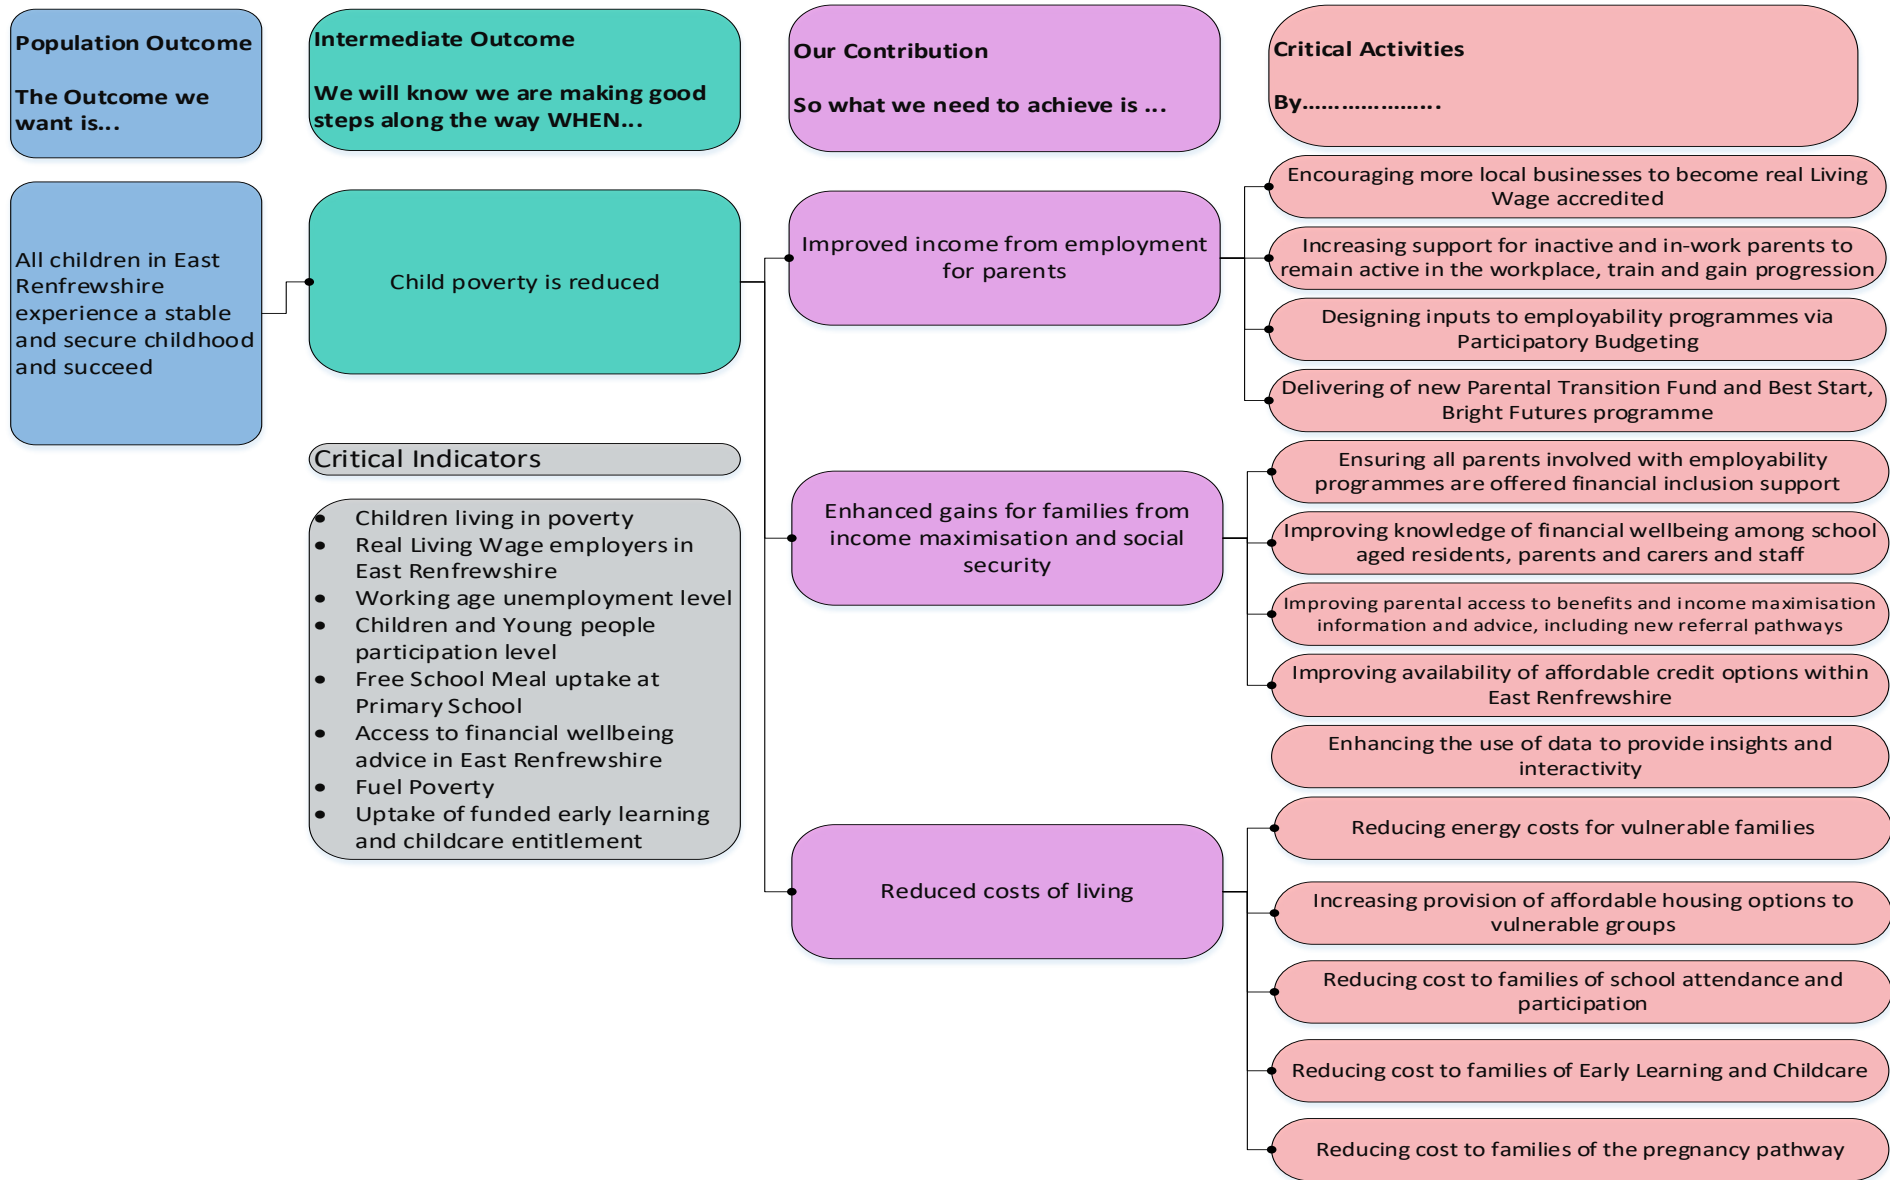 Population Outcome
The Outcome we
want is...
Intermediate Outcome
We will know we are making good
steps along the way WHEN...
Our Contribution
So what we need to achieve is ...
Critical Activities
By.....................
All children in East
Renfrewshire
experience a stable
and secure childhood
and succeed
Child poverty is reduced
Critical Indicators
• Children living in poverty
• Real Living Wage employers in
East Renfrewshire
• Working age unemployment level
• Children and Young people
participation level
• Free School Meal uptake at
Primary School
• Access to financial wellbeing
advice in East Renfrewshire
• Fuel Poverty
• Uptake of funded early learning
and childcare entitlement
Improved income from employment
for parents
Encouraging more local businesses to become real Living
Wage accredited
Increasing support for inactive and in-work parents to
remain active in the workplace, train and gain progression
Designing inputs to employability programmes via
Participatory Budgeting
Delivering of new Parental Transition Fund and Best Start,
Bright Futures programme
Enhanced gains for families from
income maximisation and social
security
Ensuring all parents involved with employability
programmes are offered financial inclusion support
Improving knowledge of financial wellbeing among school
aged residents, parents and carers and staff
Improving parental access to benefits and income maximisation
information and advice, including new referral pathways
Improving availability of affordable credit options within
East Renfrewshire
Enhancing the use of data to provide insights and
interactivity
Reduced costs of living
Reducing energy costs for vulnerable families
Increasing provision of affordable housing options to
vulnerable groups
Reducing cost to families of school attendance and
participation
Reducing cost to families of Early Learning and Childcare
Reducing cost to families of the pregnancy pathway